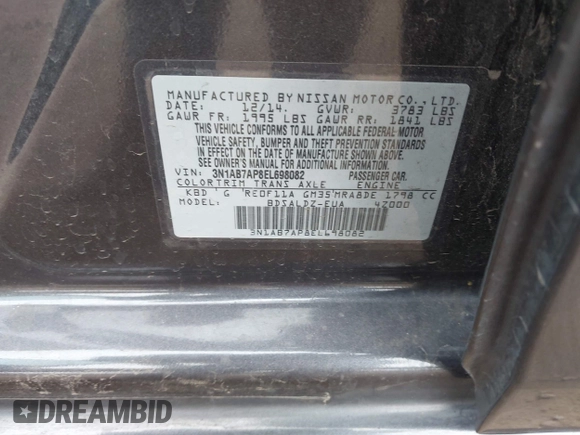 MANUFACTURED BY NISSAN MOTOR CO., LTD.
DATE: 12/14. GVWR: 3783 LBS
GAWR FR: 1995 LBS GAWR RR: 1841 LBS
THIS VEHICLE CONFORMS TO ALL APPLICABLE FEDERAL MOTOR
VEHICLE SAFETY, BUMPER AND THEFT PREVENTION STANDARDS
IN EFFECT ON THE DATE OF MANUFACTURE SHOWN ABOVE.
SEE OWNER'S MANUAL FOR ADDITIONAL INFORMATION.
VIN: 3N1AB7AP8EL698082 PASSENGER CAR.
COLOR TRIM TRANS AXLE ENGINE
KBD G RE0F11A GM35 MRA8DE 1798 CC
MODEL: BDSALDZ-EUA 4Z000
3N1AB7AP8EL698082
DREAMBID